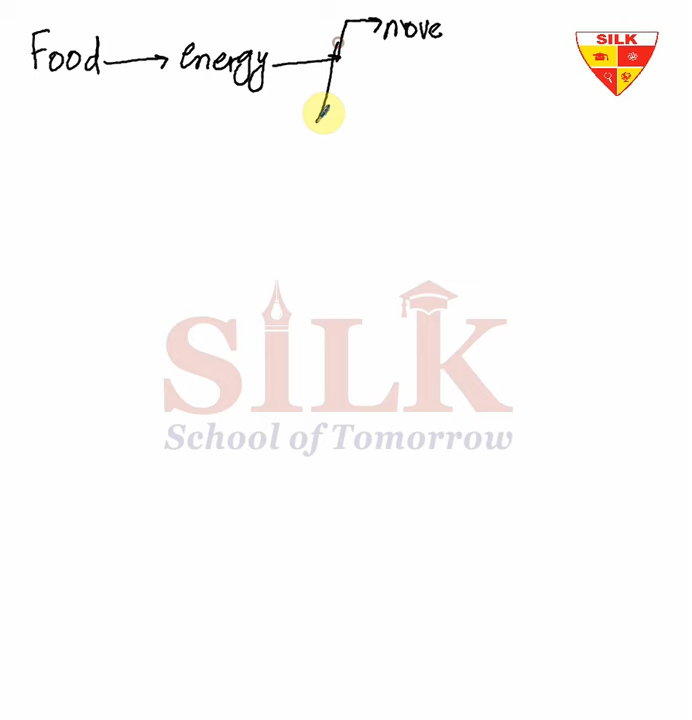 Food → energy → move
SILK
SiLK
School of Tomorrow